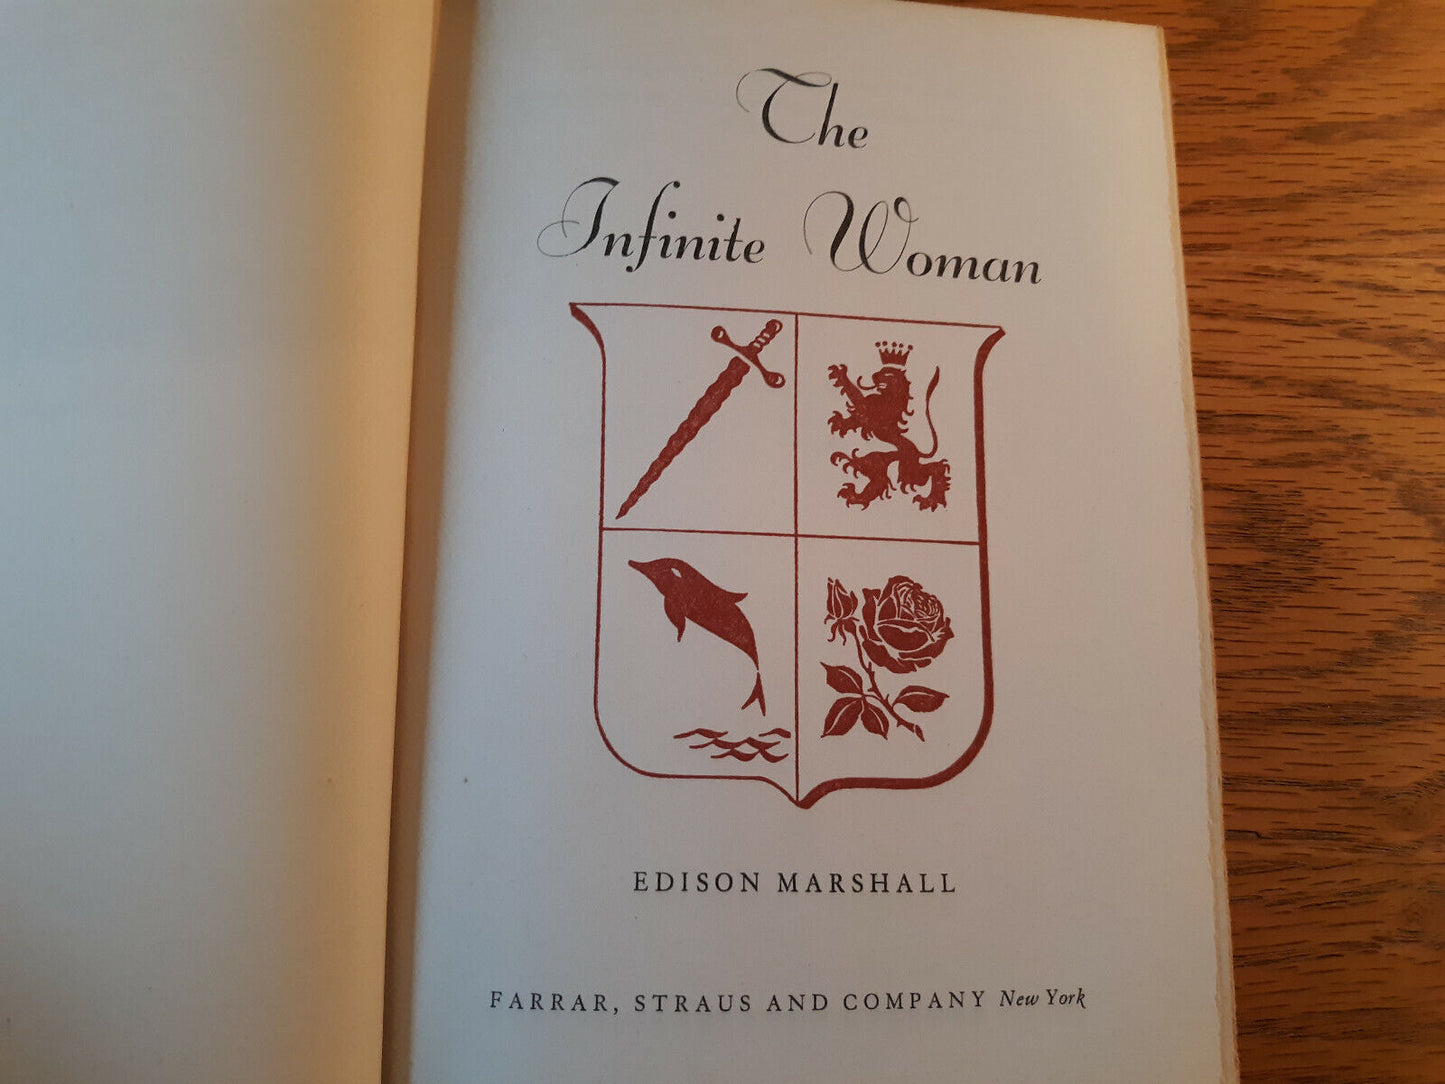 The
Infinite Woman
EDISON MARSHALL
FARRAR, STRAUS AND COMPANY New York